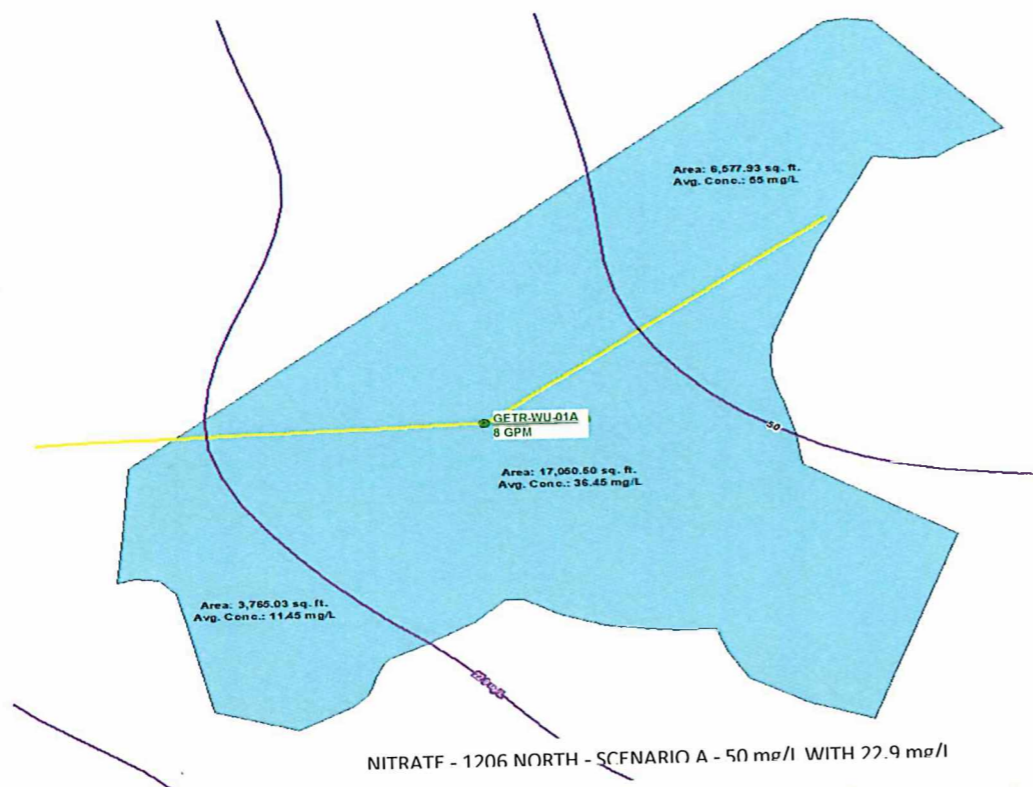 Area: 6,577.93 sq. ft.
Avg. Conc.: 55 mg/L
GETR-WU-01A
8 GPM
50
Area: 17,050.50 sq. ft.
Avg. Conc.: 36.45 mg/L
Area: 3,765.03 sq. ft.
Avg. Conc.: 11.45 mg/L
NITRATE - 1206 NORTH - SCENARIO A - 50 mg/L WITH 22.9 mg/L